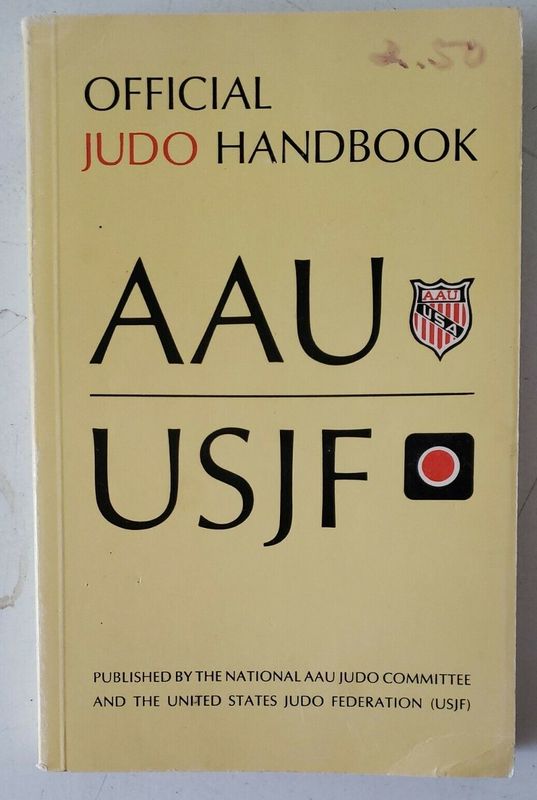 2.50
OFFICIAL
JUDO HANDBOOK
AAU
AAU
USA
USJF
PUBLISHED BY THE NATIONAL AAU JUDO COMMITTEE
AND THE UNITED STATES JUDO FEDERATION (USJF)